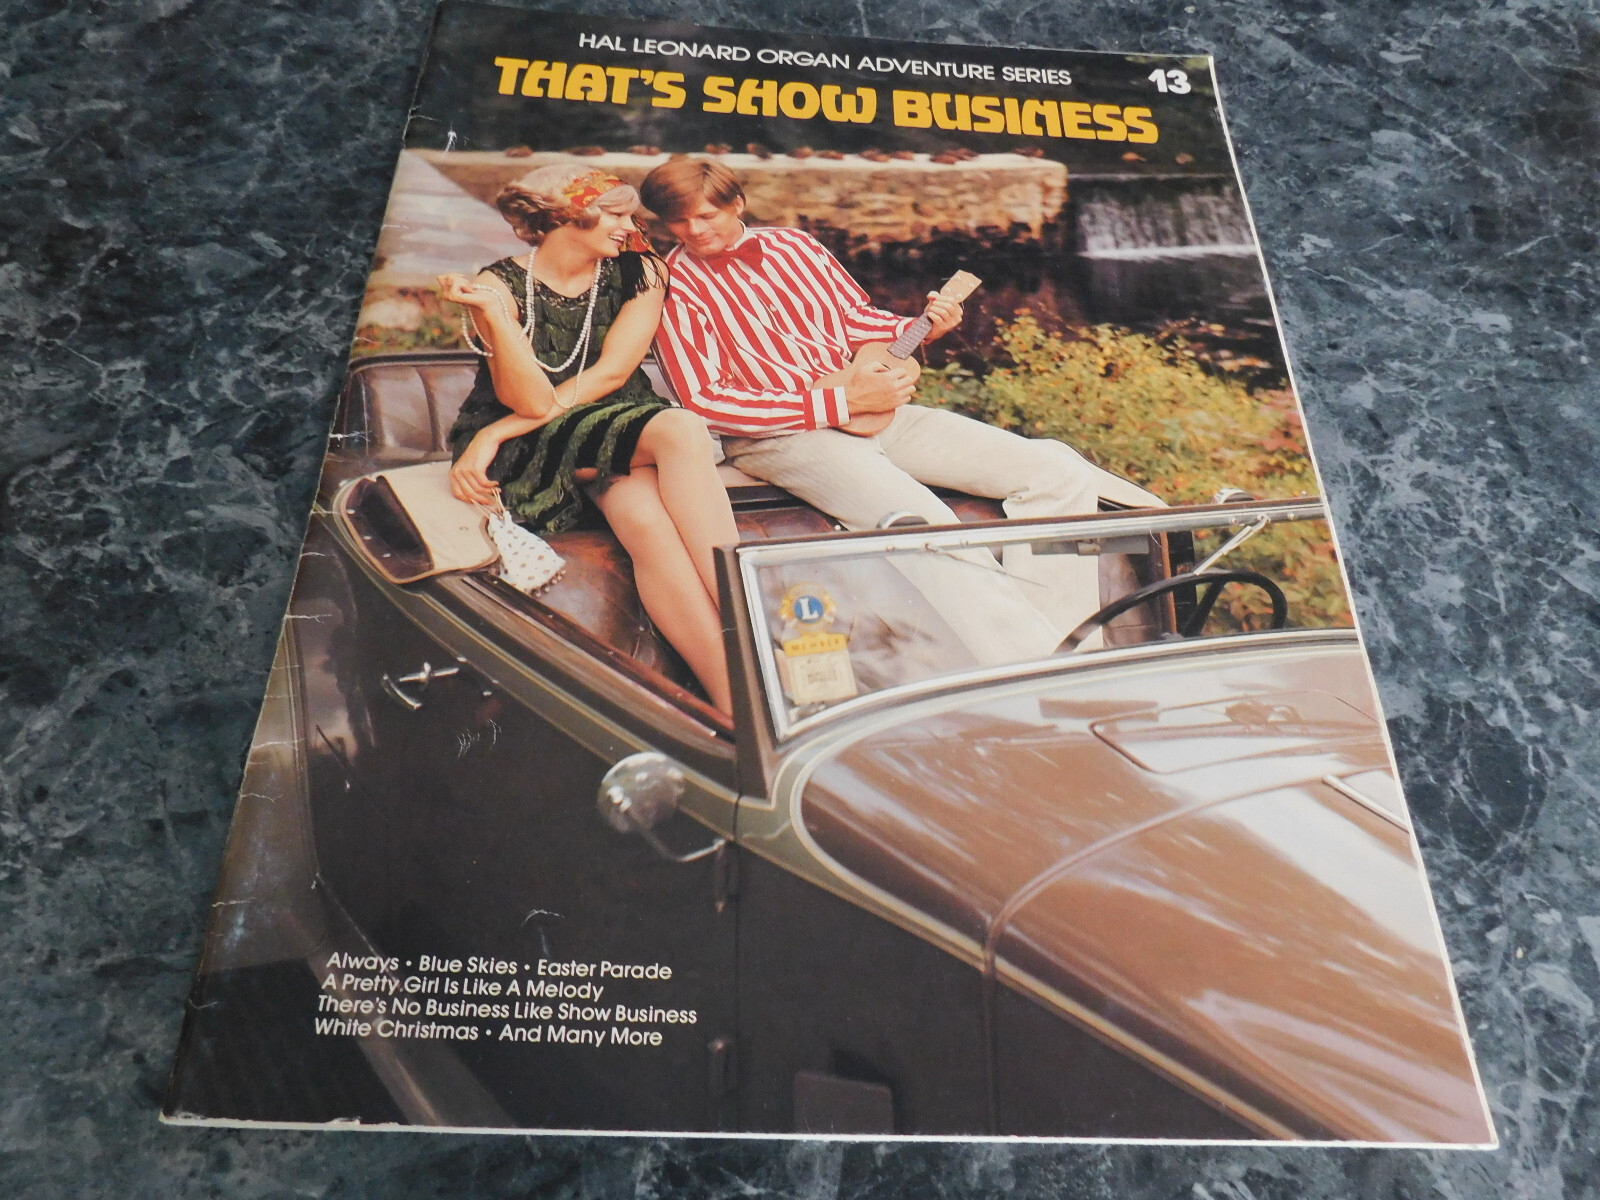 HAL LEONARD ORGAN ADVENTURE SERIES
13
THAT'S SHOW BUSINESS
L
MEMBER
Always • Blue Skies • Easter Parade
A Pretty Girl Is Like A Melody
There's No Business Like Show Business
White Christmas • And Many More